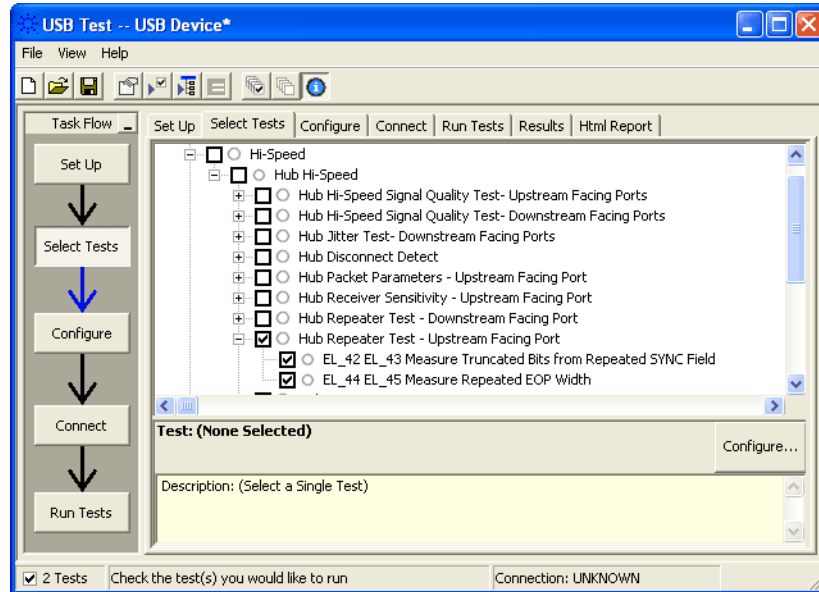 USB Test -- USB Device*
File View Help
Task Flow
Set Up Select Tests Configure Connect Run Tests Results Html Report
Set Up
Select Tests
Configure
Connect
Run Tests
Hi-Speed
Hub Hi-Speed
Hub Hi-Speed Signal Quality Test- Upstream Facing Ports
Hub Hi-Speed Signal Quality Test- Downstream Facing Ports
Hub Jitter Test- Downstream Facing Ports
Hub Disconnect Detect
Hub Packet Parameters - Upstream Facing Port
Hub Receiver Sensitivity - Upstream Facing Port
Hub Repeater Test - Downstream Facing Port
Hub Repeater Test - Upstream Facing Port
EL_42 EL_43 Measure Truncated Bits from Repeated SYNC Field
EL_44 EL_45 Measure Repeated EOP Width
Test: (None Selected)
Configure...
Description: (Select a Single Test)
2 Tests Check the test(s) you would like to run Connection: UNKNOWN